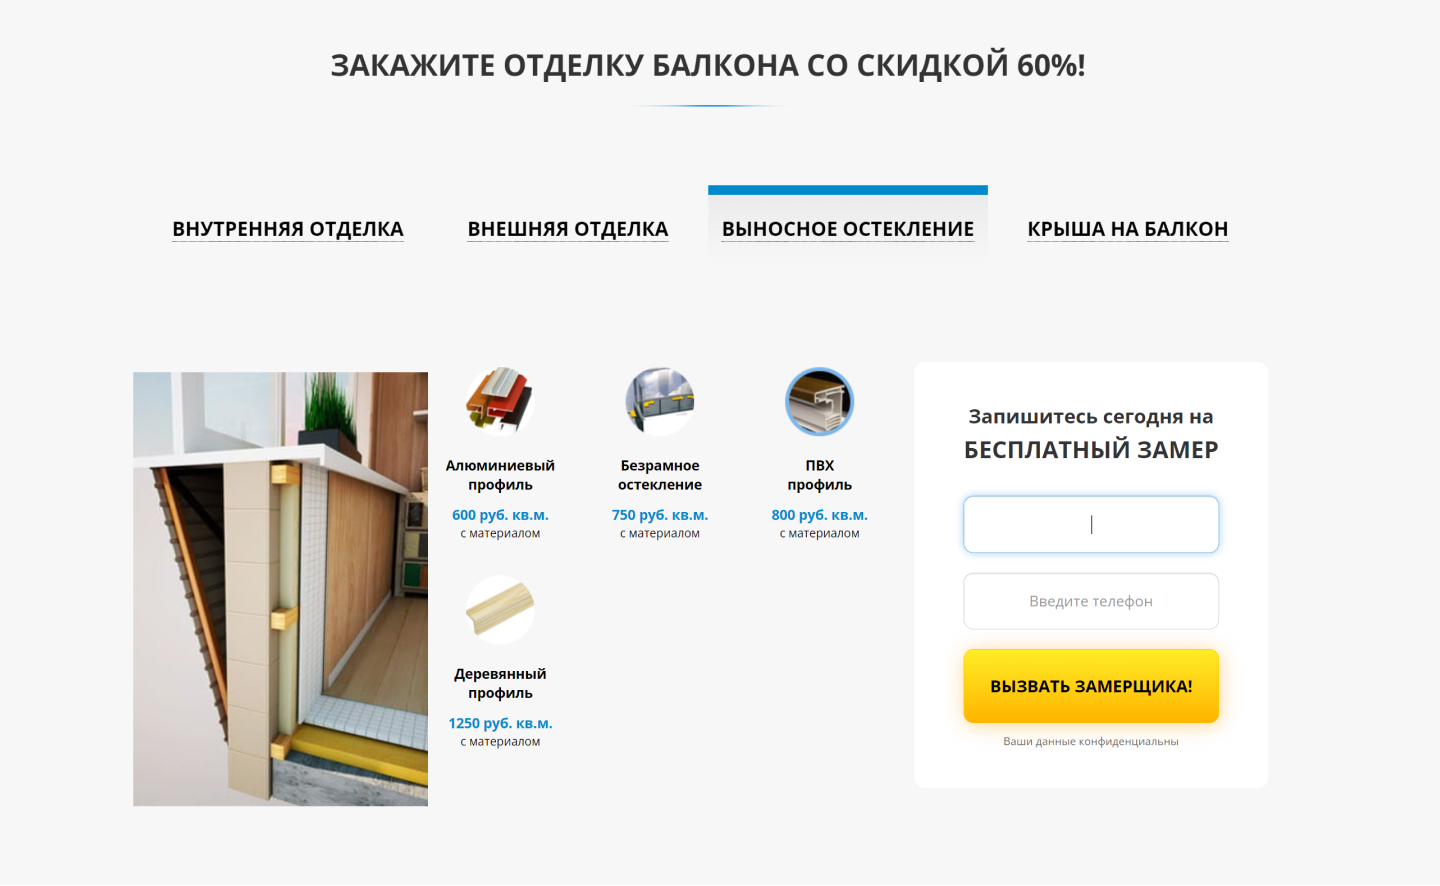 ЗАКАЖИТЕ ОТДЕЛКУ БАЛКОНА СО СКИДКОЙ 60%!
ВНУТРЕННЯЯ ОТДЕЛКА
ВНЕШНЯЯ ОТДЕЛКА
ВЫНОСНОЕ ОСТЕКЛЕНИЕ
КРЫША НА БАЛКОН
Алюминиевый
профиль
600 руб. кв.м.
с материалом
Безрамное
остекление
750 руб. кв.м.
с материалом
ПВХ
профиль
800 руб. кв.м.
с материалом
Деревянный
профиль
1250 руб. кв.м.
с материалом
Запишитесь сегодня на
БЕСПЛАТНЫЙ ЗАМЕР
Введите телефон
ВЫЗВАТЬ ЗАМЕРЩИКА!
Ваши данные конфиденциальны